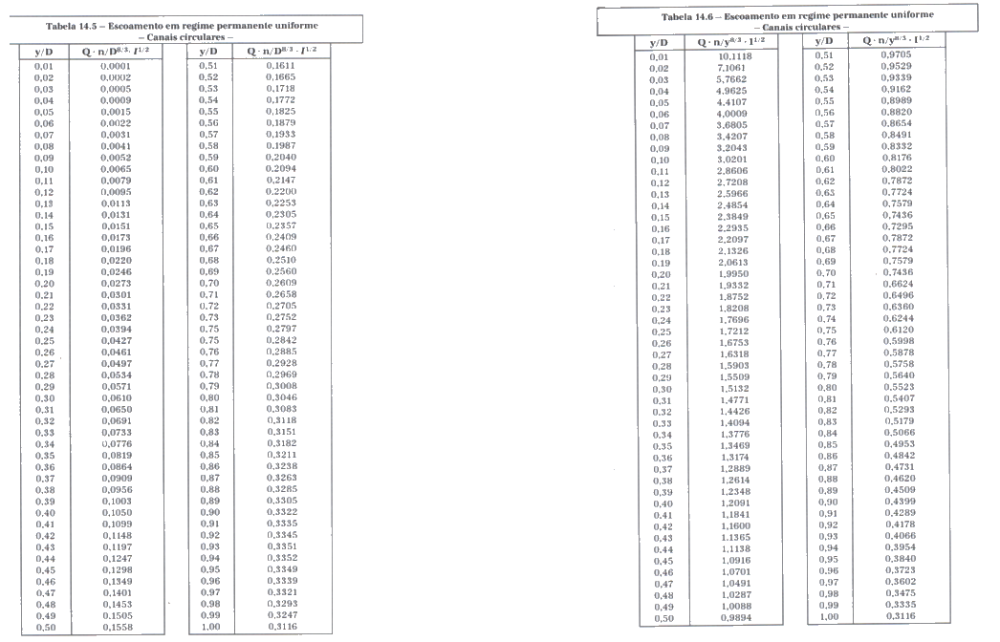 Tabela 14.5 – Escoamento em regime permanente uniforme
– Canais circulares –
y/D Q · n/D8/3 · I1/2 y/D Q · n/D8/3 · I1/2
0,01 0,0001 0,51 0,1611
0,02 0,0002 0,52 0,1665
0,03 0,0005 0,53 0,1718
0,04 0,0009 0,54 0,1772
0,05 0,0015 0,55 0,1825
0,06 0,0022 0,56 0,1879
0,07 0,0031 0,57 0,1933
0,08 0,0041 0,58 0,1987
0,09 0,0052 0,59 0,2040
0,10 0,0065 0,60 0,2094
0,11 0,0079 0,61 0,2147
0,12 0,0095 0,62 0,2200
0,13 0,0113 0,63 0,2253
0,14 0,0131 0,64 0,2305
0,15 0,0151 0,65 0,2357
0,16 0,0173 0,66 0,2409
0,17 0,0196 0,67 0,2460
0,18 0,0220 0,68 0,2510
0,19 0,0246 0,69 0,2560
0,20 0,0273 0,70 0,2609
0,21 0,0301 0,71 0,2658
0,22 0,0331 0,72 0,2705
0,23 0,0362 0,73 0,2752
0,24 0,0394 0,75 0,2797
0,25 0,0427 0,75 0,2842
0,26 0,0461 0,76 0,2885
0,27 0,0497 0,77 0,2928
0,28 0,0534 0,78 0,2969
0,29 0,0571 0,79 0,3008
0,30 0,0610 0,80 0,3046
0,31 0,0650 0,81 0,3083
0,32 0,0691 0.82 0,3118
0,33 0,0733 0,83 0,3151
0,34 0,0776 0,84 0,3182
0,35 0,0819 0,85 0,3211
0,36 0,0864 0,86 0,3238
0,37 0,0909 0,87 0,3263
0,38 0,0956 0,88 0,3285
0,39 0,1003 0,89 0,3305
0,40 0,1050 0,90 0,3322
0,41 0,1099 0,91 0,3335
0,42 0,1148 0,92 0,3345
0,43 0,1197 0,93 0,3351
0,44 0,1247 0,94 0,3352
0,45 0,1298 0,95 0,3349
0,46 0,1349 0,96 0,3339
0,47 0,1401 0,97 0,3321
0,48 0,1453 0,98 0,3293
0,49 0,1505 0,99 0,3247
0,50 0,1558 1,00 0,3116
Tabela 14.6 – Escoamento em regime permanente uniforme
– Canais circulares –
y/D Q · n/y8/3 · I1/2 y/D Q · n/y8/3 · I1/2
0,01 10,1118 0,51 0,9705
0,02 7,1061 0,52 0,9529
0,03 5,7662 0,53 0,9339
0,04 4,9625 0,54 0,9162
0,05 4,4107 0,55 0,8989
0,06 4,0009 0,56 0,8820
0,07 3,6805 0,57 0,8654
0,08 3,4207 0,58 0,8491
0,09 3,2043 0,59 0,8332
0,10 3,0201 0,60 0,8176
0,11 2,8606 0,61 0,8022
0,12 2,7208 0,62 0,7872
0,13 2,5966 0,63 0,7724
0,14 2,4854 0,64 0,7579
0,15 2,3849 0,65 0,7436
0,16 2,2935 0,66 0,7295
0,17 2,2097 0,67 0,7872
0,18 2,1326 0,68 0,7724
0,19 2,0613 0,69 0,7579
0,20 1,9950 0,70 0,7436
0,21 1,9332 0,71 0,6624
0,22 1,8752 0,72 0,6496
0,23 1,8208 0,73 0,6360
0,24 1,7696 0,74 0,6244
0,25 1,7212 0,75 0,6120
0,26 1,6753 0,76 0,5998
0,27 1,6318 0,77 0,5878
0,28 1,5903 0,78 0,5758
0,29 1,5509 0,79 0,5640
0,30 1,5132 0,80 0,5523
0,31 1,4771 0,81 0,5407
0,32 1,4426 0,82 0,5293
0,33 1,4094 0,83 0,5179
0,34 1,3776 0,84 0,5066
0,35 1,3469 0,85 0,4953
0,36 1,3174 0,86 0,4842
0,37 1,2889 0,87 0,4731
0,38 1,2614 0,88 0,4620
0,39 1,2348 0,89 0,4509
0,40 1,2091 0,90 0,4399
0,41 1,1841 0,91 0,4289
0,42 1,1600 0,92 0,4178
0,43 1.1365 0,93 0,4066
0,44 1,1138 0,94 0,3954
0,45 1,0916 0,95 0,3840
0,46 1,0701 0,96 0,3723
0,47 1,0491 0,97 0,3602
0,48 1,0287 0,98 0,3475
0,49 1,0088 0,99 0,3335
0,50 0,9894 1,00 0,3116